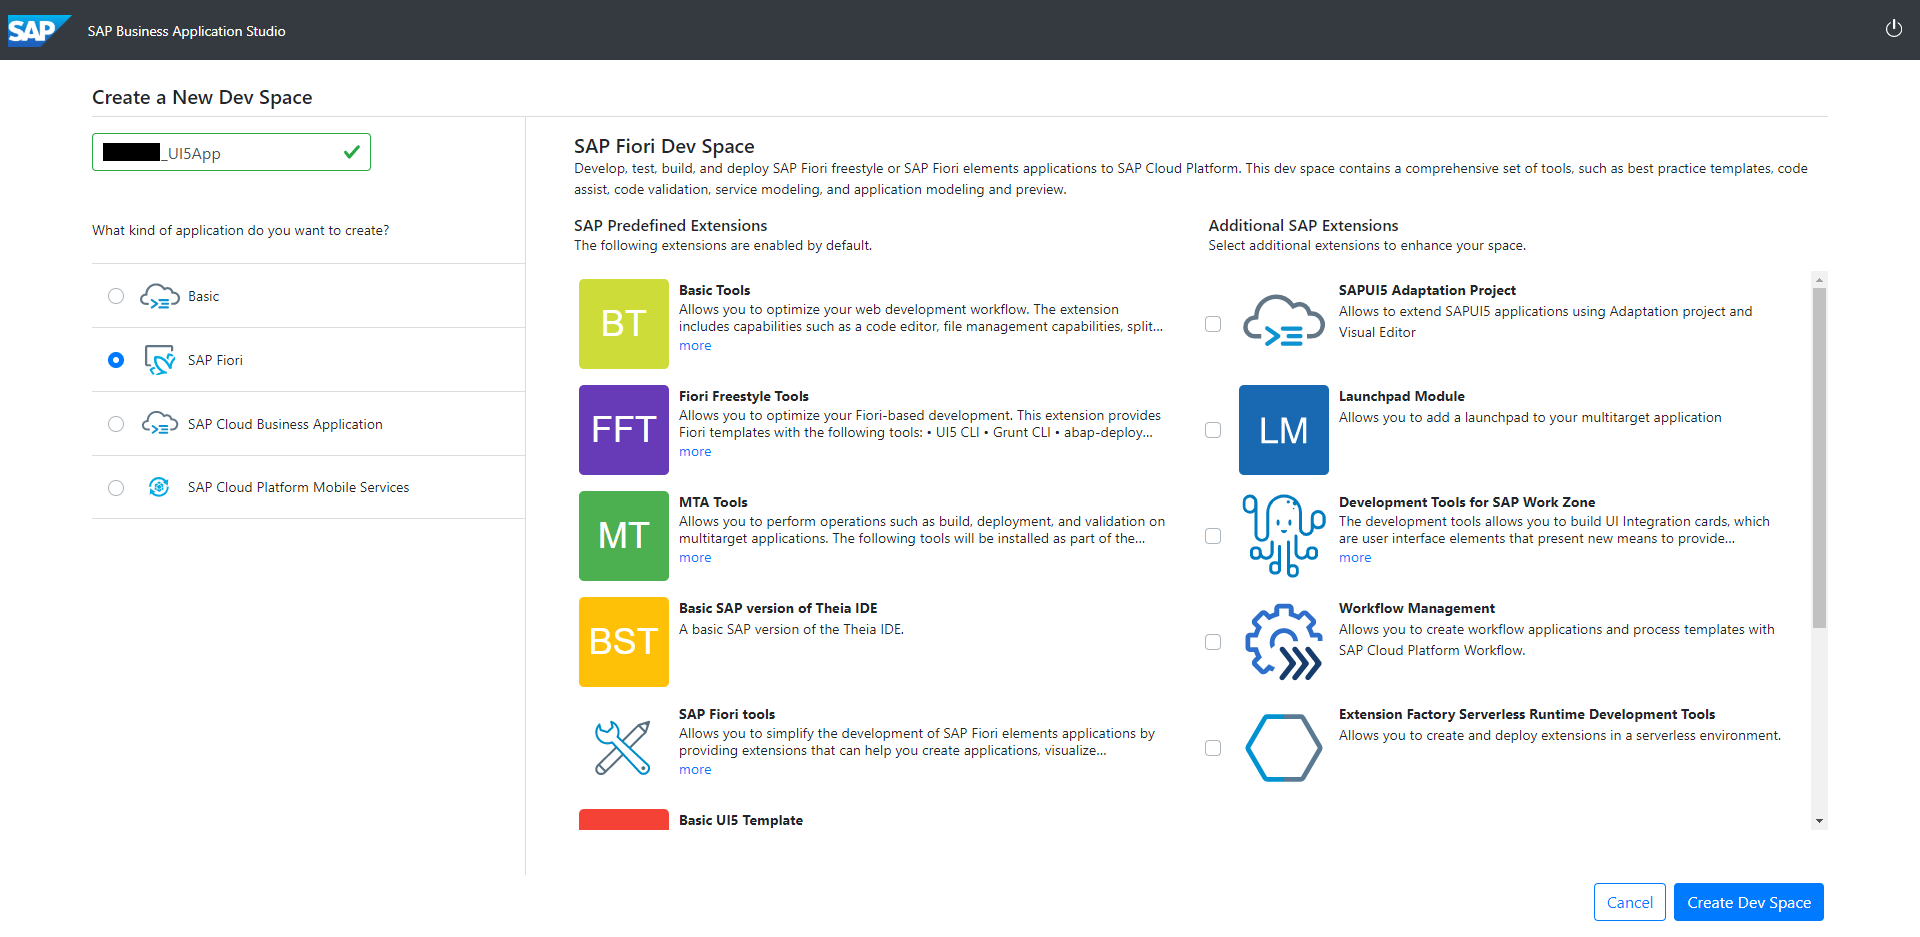 SAP
SAP Business Application Studio
Create a New Dev Space
_UI5App
What kind of application do you want to create?
Basic
SAP Fiori
SAP Cloud Business Application
SAP Cloud Platform Mobile Services
SAP Fiori Dev Space
Develop, test, build, and deploy SAP Fiori freestyle or SAP Fiori elements applications to SAP Cloud Platform. This dev space contains a comprehensive set of tools, such as best practice templates, code
assist, code validation, service modeling, and application modeling and preview.
SAP Predefined Extensions
The following extensions are enabled by default.
BT
Basic Tools
Allows you to optimize your web development workflow. The extension
includes capabilities such as a code editor, file management capabilities, split...
more
FFT
Fiori Freestyle Tools
Allows you to optimize your Fiori-based development. This extension provides
Fiori templates with the following tools: • UI5 CLI • Grunt CLI • abap-deploy...
more
MT
MTA Tools
Allows you to perform operations such as build, deployment, and validation on
multitarget applications. The following tools will be installed as part of the...
more
BST
Basic SAP version of Theia IDE
A basic SAP version of the Theia IDE.
SAP Fiori tools
Allows you to simplify the development of SAP Fiori elements applications by
providing extensions that can help you create applications, visualize...
more
Basic UI5 Template
Additional SAP Extensions
Select additional extensions to enhance your space.
SAPUI5 Adaptation Project
Allows to extend SAPUI5 applications using Adaptation project and
Visual Editor
LM
Launchpad Module
Allows you to add a launchpad to your multitarget application
Development Tools for SAP Work Zone
The development tools allows you to build UI Integration cards, which
are user interface elements that present new means to provide...
more
Workflow Management
Allows you to create workflow applications and process templates with
SAP Cloud Platform Workflow.
Extension Factory Serverless Runtime Development Tools
Allows you to create and deploy extensions in a serverless environment.
Cancel
Create Dev Space